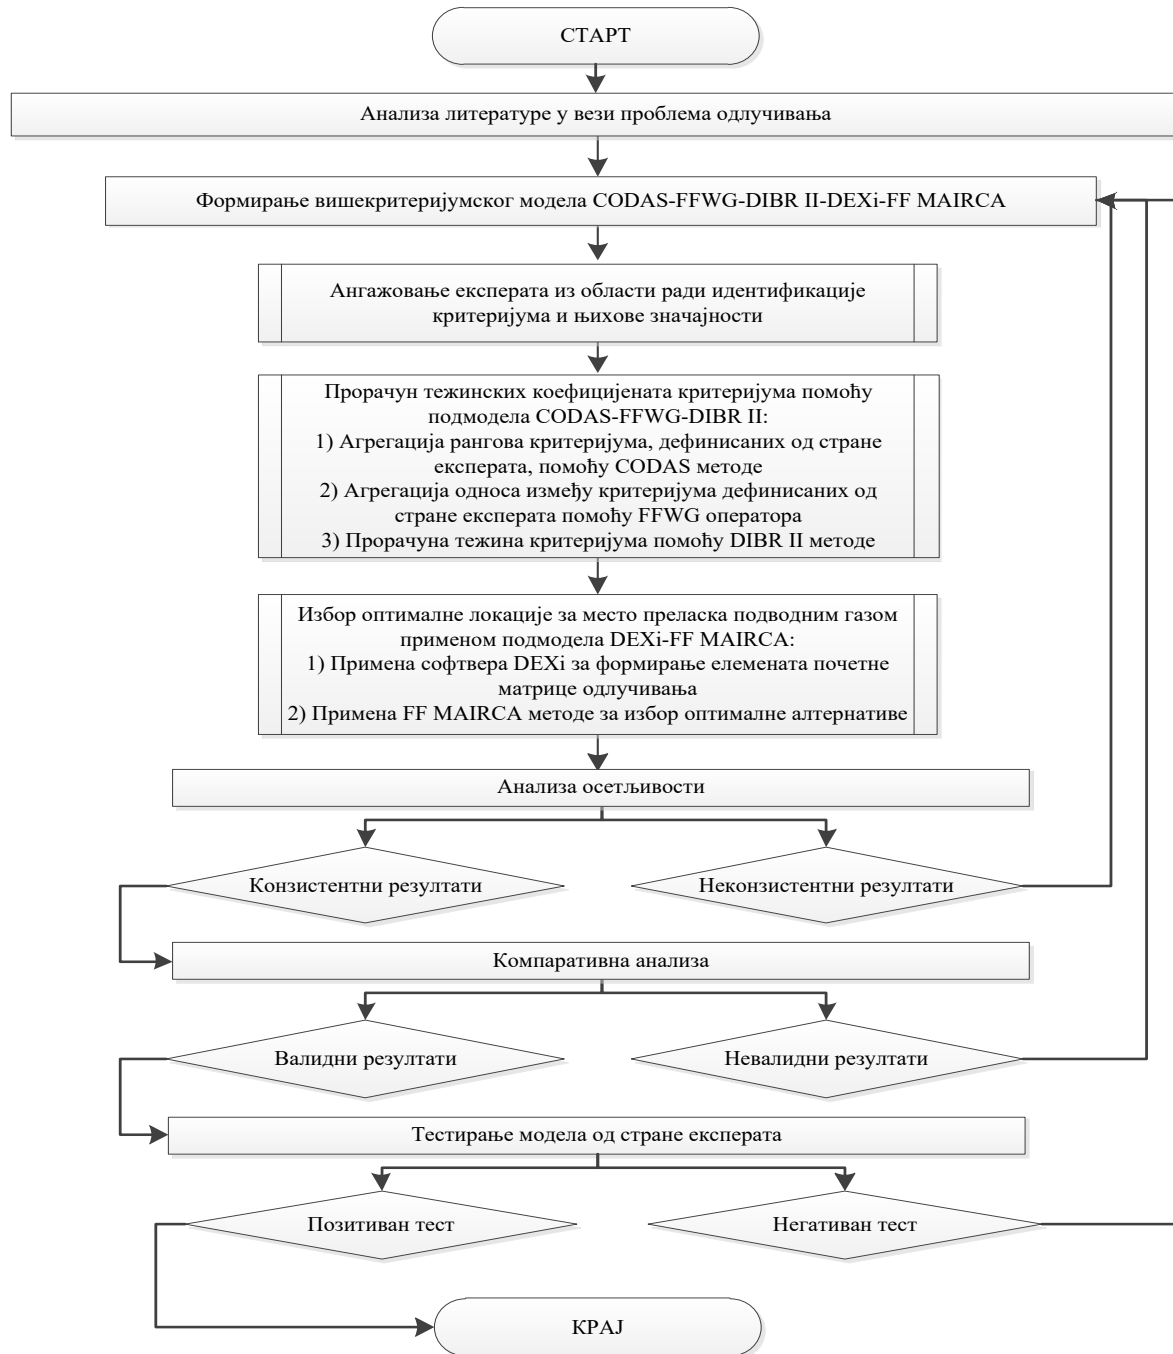 СТАРТ
Анализа литературе у вези проблема одлучивања
Формирање вишекритеријумског модела CODAS-FFWG-DIBR II-DEXi-FF MAIRCA
Ангажовање експерата из области ради идентификације
критеријума и њихове значајности
Прорачун тежинских коефицијената критеријума помоћу
подмодела CODAS-FFWG-DIBR II:
1) Агрегација рангова критеријума, дефинисаних од стране
експерата, помоћу CODAS методе
2) Агрегација односа између критеријума дефинисаних од
стране експерата помоћу FFWG оператора
3) Прорачуна тежина критеријума помоћу DIBR II методе
Избор оптималне локације за место преласка подводним газом
применом подмодела DEXi-FF MAIRCA:
1) Примена софтвера DEXi за формирање елемената почетне
матрице одлучивања
2) Примена FF MAIRCA методе за избор оптималне алтернативе
Анализа осетљивости
Конзистентни резултати
Неконзистентни резултати
Компаративна анализа
Валидни резултати
Невалидни резултати
Тестирање модела од стране експерата
Позитиван тест
Негативан тест
КРАЈ